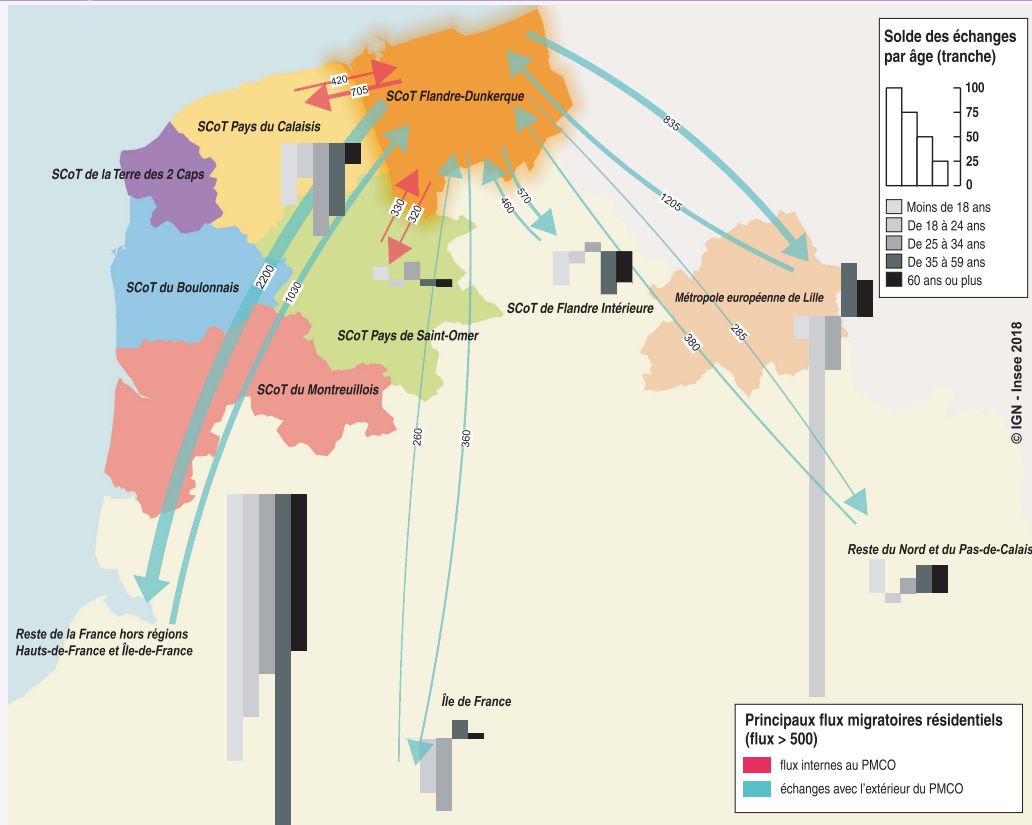 Solde des échanges
par âge (tranche)
100
75
50
25
0
Moins de 18 ans
De 18 à 24 ans
De 25 à 34 ans
De 35 à 59 ans
60 ans ou plus
420
705
SCoT Flandre-Dunkerque
SCoT Pays du Calaisis
SCoT de la Terre des 2 Caps
835
1205
330
320
460
570
2200
1030
SCoT du Boulonnais
SCoT de Flandre Intérieure
Métropole européenne de Lille
SCoT Pays de Saint-Omer
380
285
SCoT du Montreuillois
260
360
© IGN - Insee 2018
Reste du Nord et du Pas-de-Calais
Reste de la France hors régions
Hauts-de-France et Île-de-France
Île de France
Principaux flux migratoires résidentiels
(flux > 500)
flux internes au PMCO
échanges avec l'extérieur du PMCO